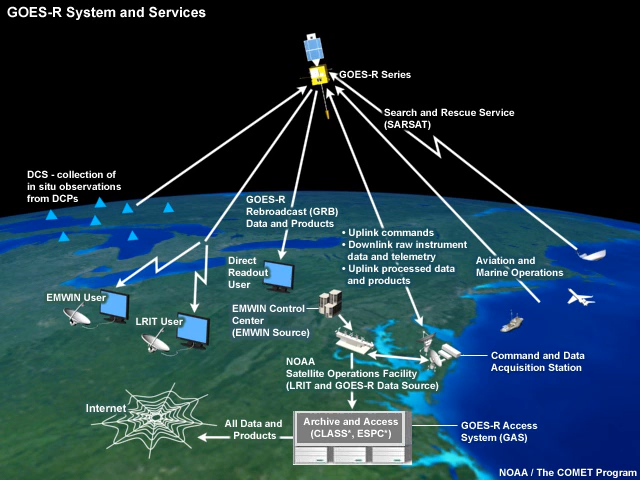 GOES-R System and Services
GOES-R Series
Search and Rescue Service
(SARSAT)
DCS - collection of
in situ observations
from DCPs
GOES-R
Rebroadcast (GRB)
Data and Products
• Uplink commands
• Downlink raw instrument
data and telemetry
• Uplink processed data
and products
Direct
Readout
User
Aviation and
Marine Operations
EMWIN User
LRIT User
EMWIN Control
Center
(EMWIN Source)
NOAA
Satellite Operations Facility
(LRIT and GOES-R Data Source)
Command and Data
Acquisition Station
Internet
All Data and
Products
Archive and Access
(CLASS*, ESPC*)
GOES-R Access
System (GAS)
NOAA / The COMET Program